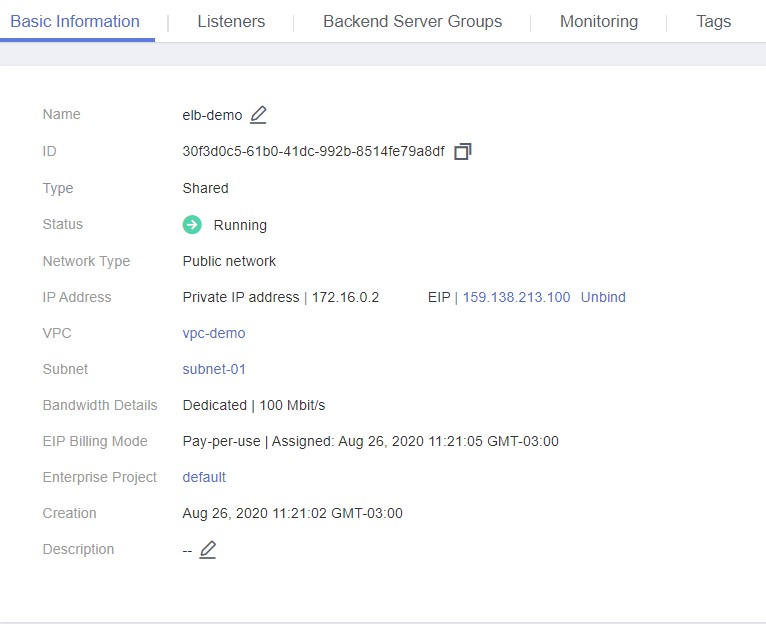 Basic Information | Listeners | Backend Server Groups | Monitoring | Tags
Name elb-demo
ID 30f3d0c5-61b0-41dc-992b-8514fe79a8df
Type Shared
Status Running
Network Type Public network
IP Address Private IP address | 172.16.0.2 EIP | 159.138.213.100 Unbind
VPC vpc-demo
Subnet subnet-01
Bandwidth Details Dedicated | 100 Mbit/s
EIP Billing Mode Pay-per-use | Assigned: Aug 26, 2020 11:21:05 GMT-03:00
Enterprise Project default
Creation Aug 26, 2020 11:21:02 GMT-03:00
Description --